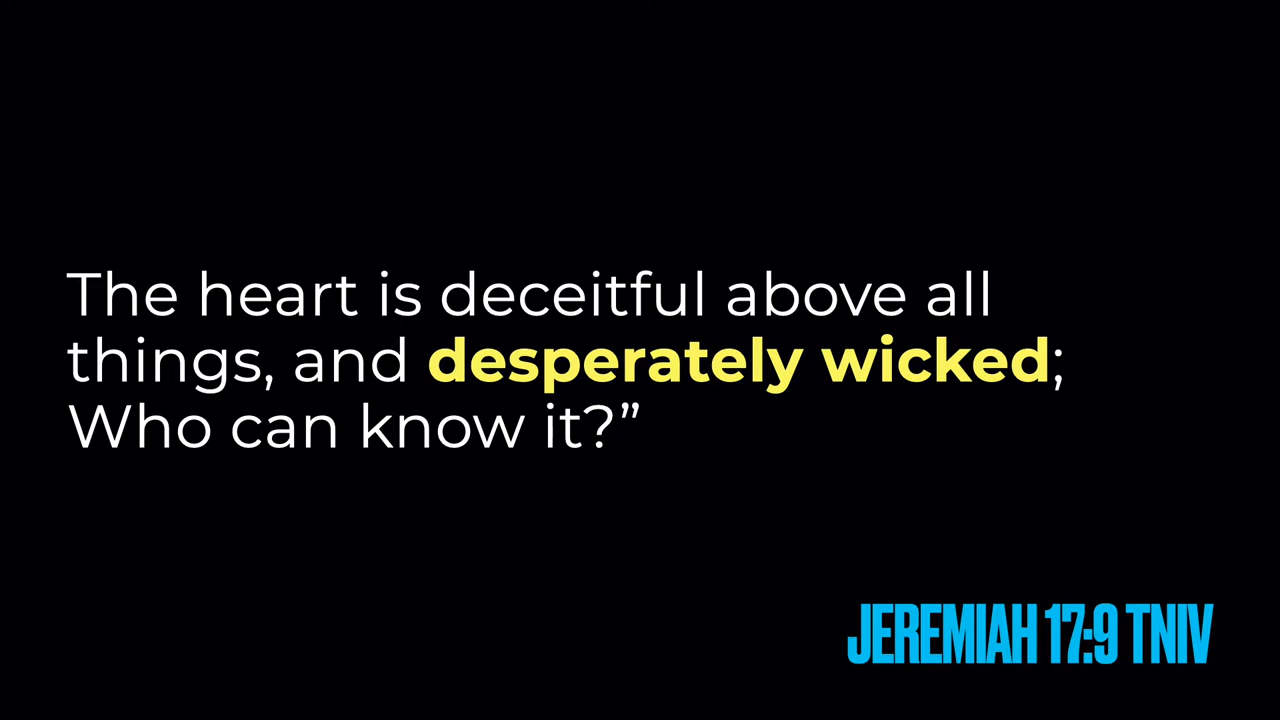 The heart is deceitful above all
things, and desperately wicked;
Who can know it?”
JEREMIAH 17:9 TNIV